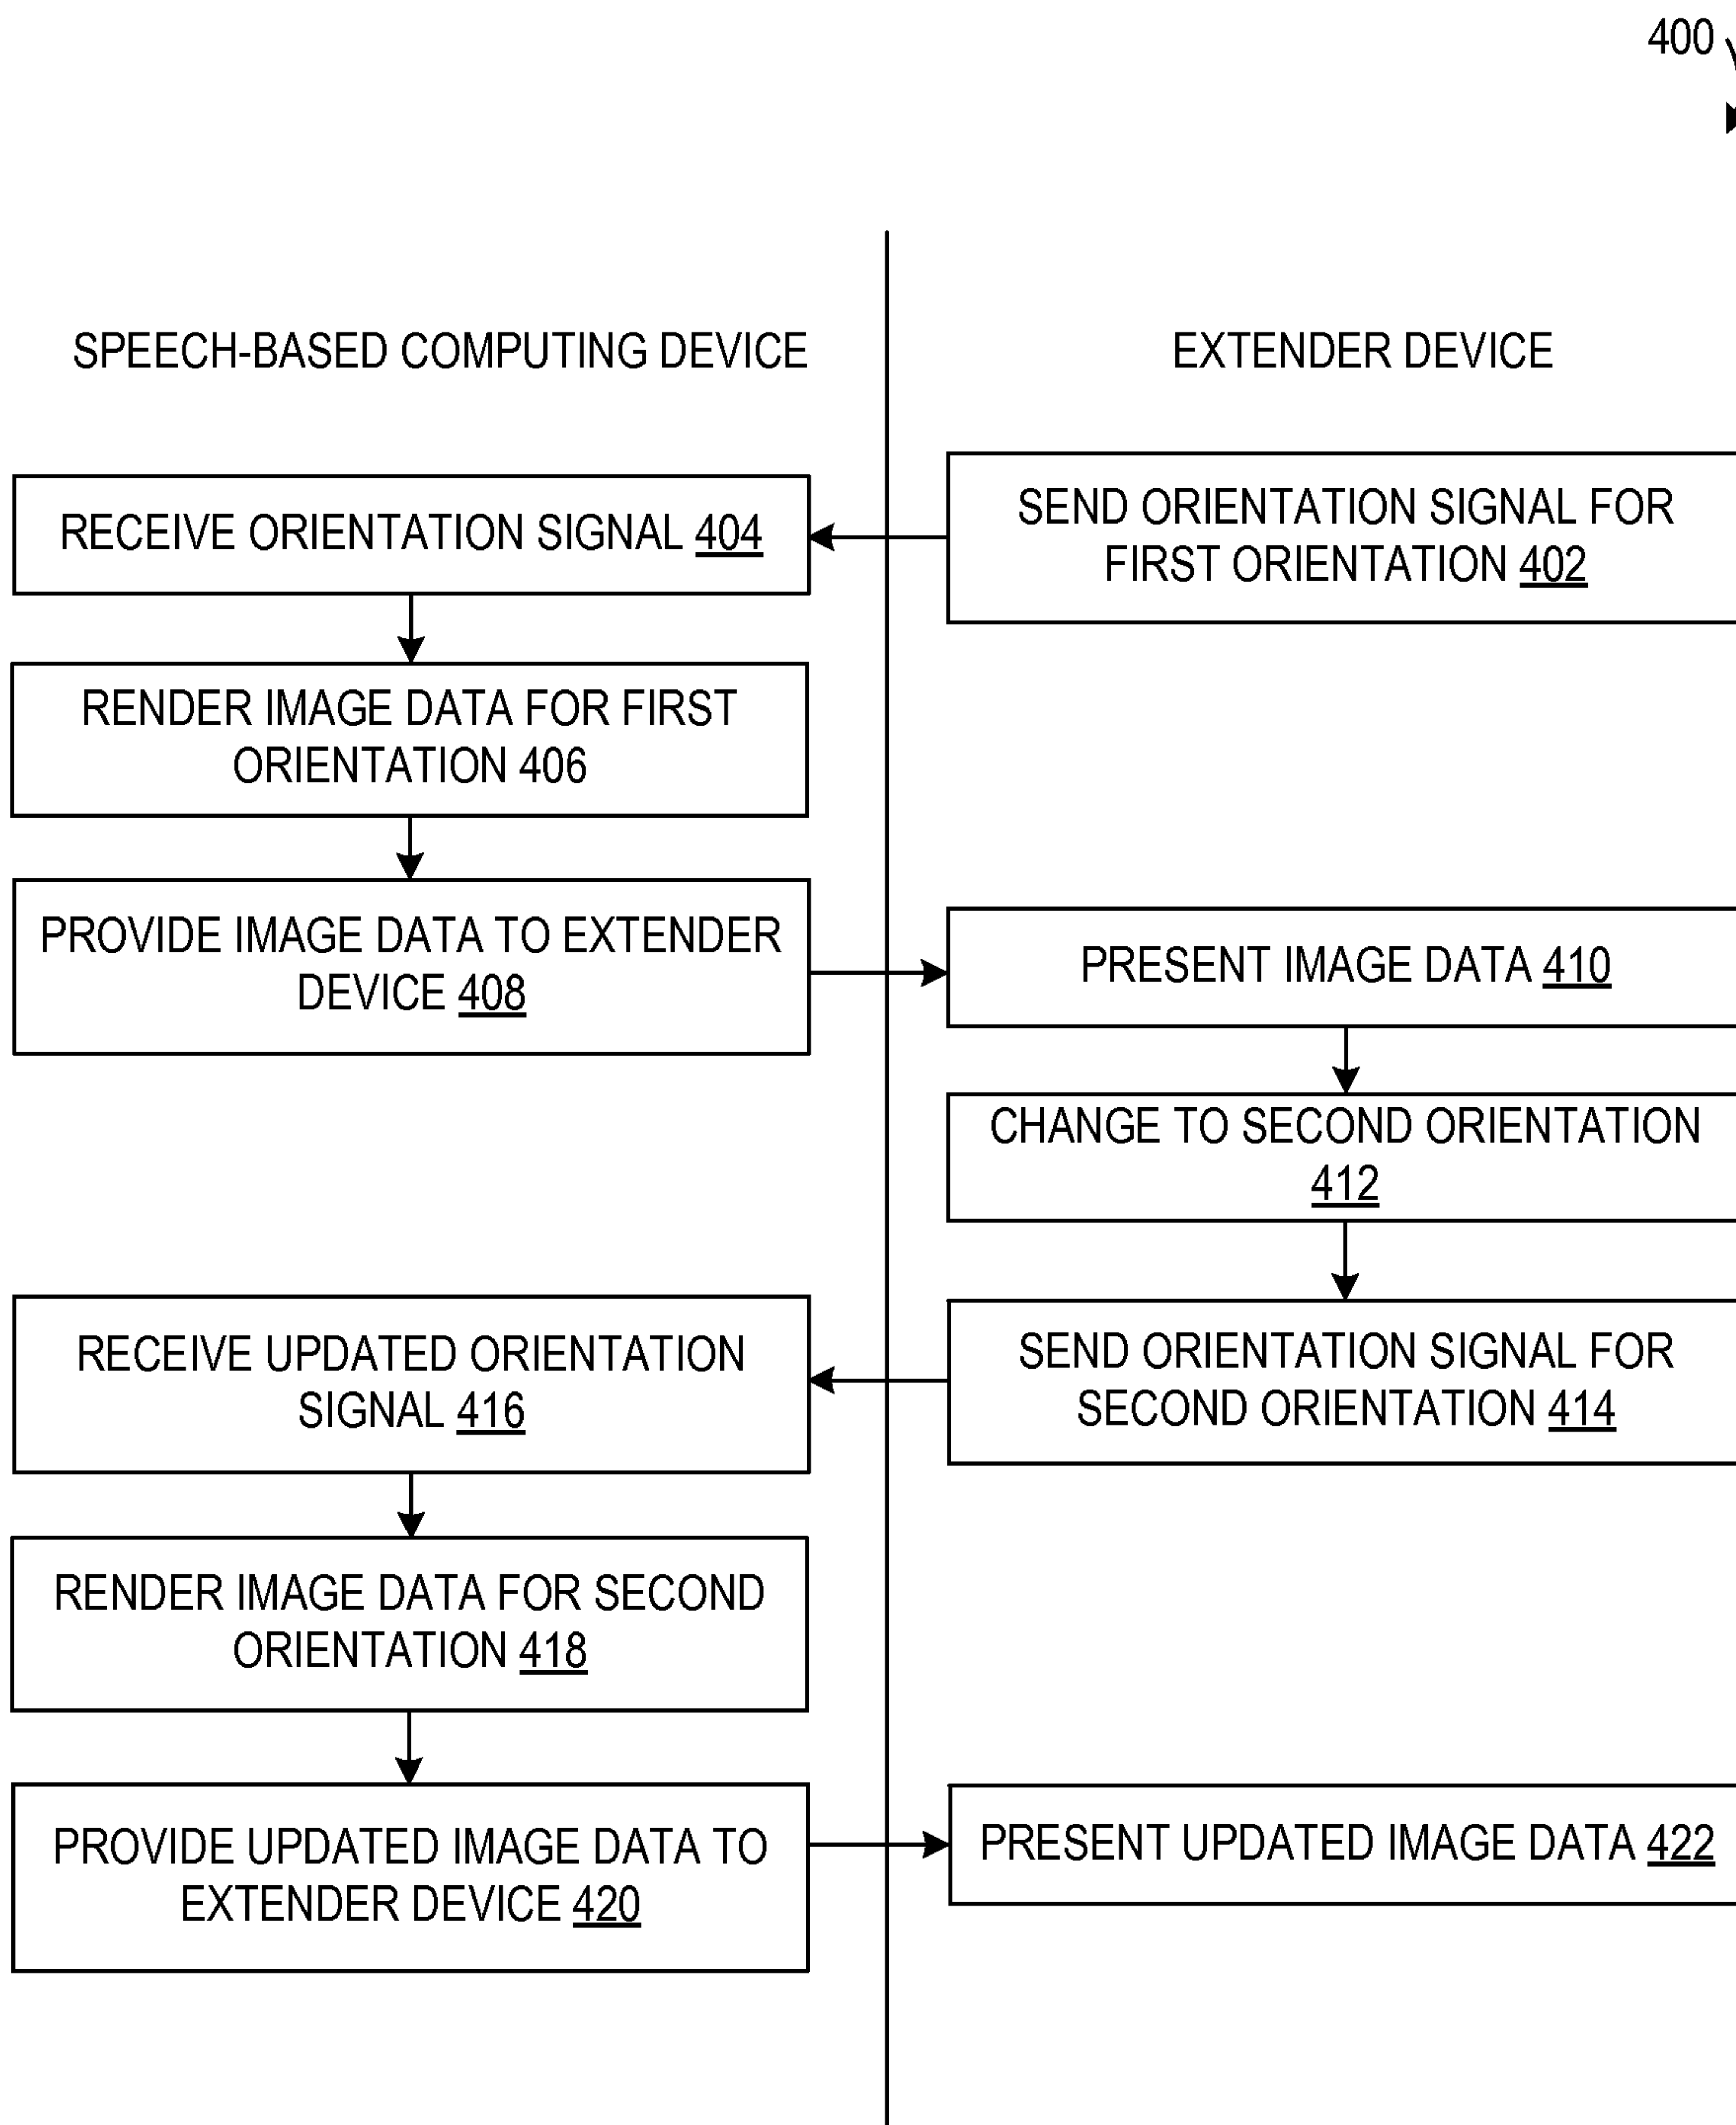 400
SPEECH-BASED COMPUTING DEVICE
EXTENDER DEVICE
SEND ORIENTATION SIGNAL FOR
FIRST ORIENTATION 402
RECEIVE ORIENTATION SIGNAL 404
RENDER IMAGE DATA FOR FIRST
ORIENTATION 406
PROVIDE IMAGE DATA TO EXTENDER
DEVICE 408
PRESENT IMAGE DATA 410
CHANGE TO SECOND ORIENTATION
412
SEND ORIENTATION SIGNAL FOR
SECOND ORIENTATION 414
RECEIVE UPDATED ORIENTATION
SIGNAL 416
RENDER IMAGE DATA FOR SECOND
ORIENTATION 418
PROVIDE UPDATED IMAGE DATA TO
EXTENDER DEVICE 420
PRESENT UPDATED IMAGE DATA 422